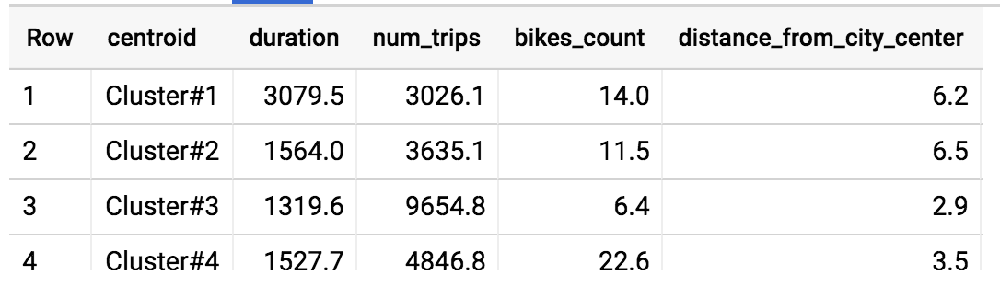 Row centroid duration num_trips bikes_count distance_from_city_center
1 Cluster#1 3079.5 3026.1 14.0 6.2
2 Cluster#2 1564.0 3635.1 11.5 6.5
3 Cluster#3 1319.6 9654.8 6.4 2.9
4 Cluster#4 1527.7 4846.8 22.6 3.5